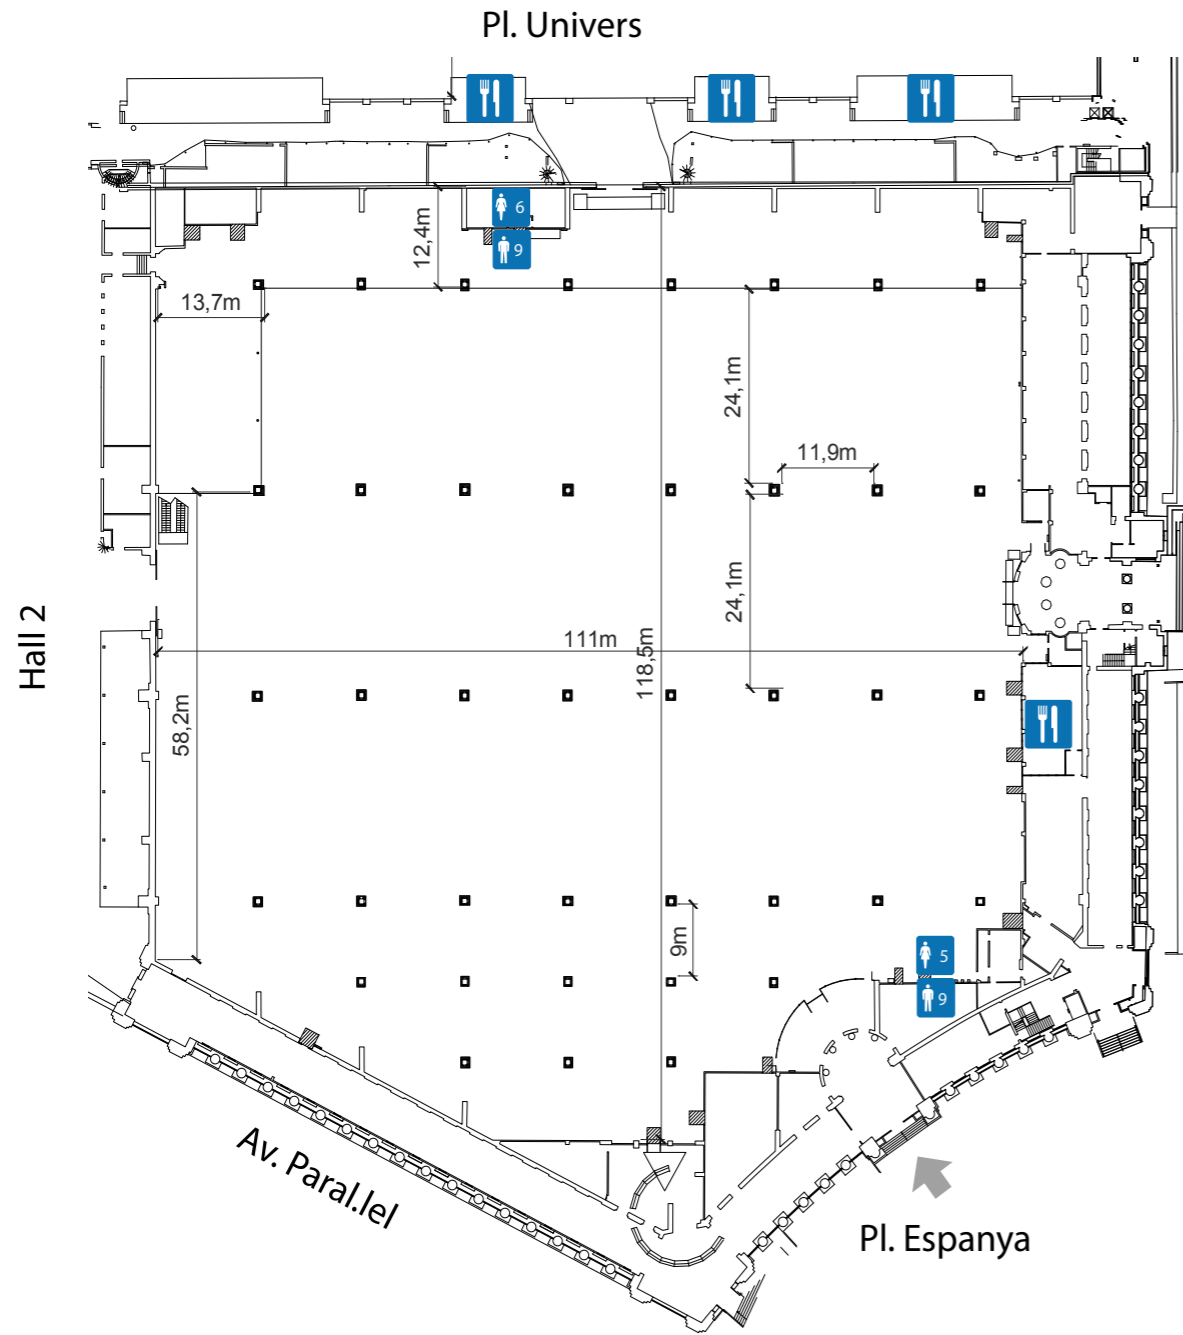 Pl. Univers
6
9
12,4m
13,7m
24,1m
11,9m
24,1m
Hall 2
111m
118,5m
58,2m
9m
5
9
Av. Paral.lel
Pl. Espanya